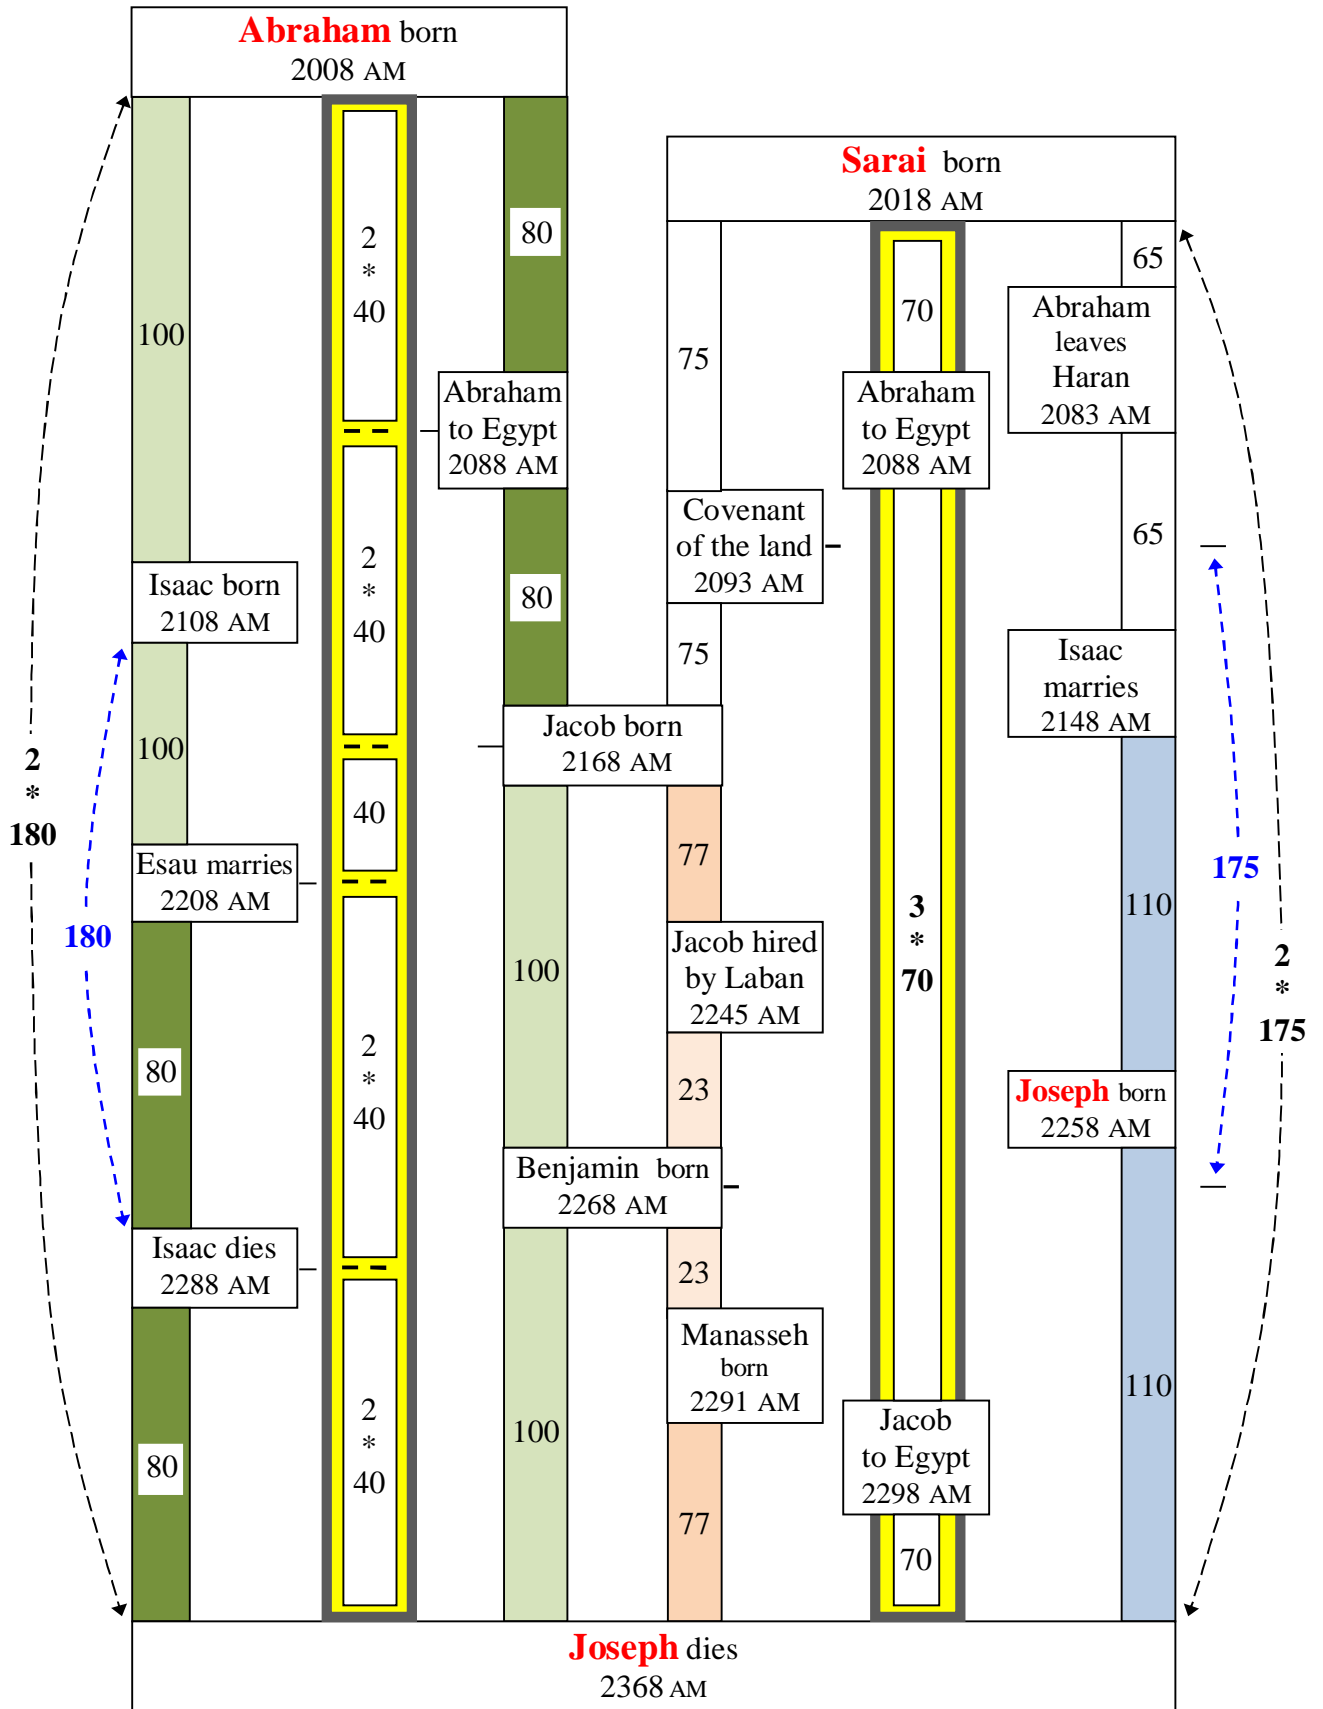 Abraham born
2008 AM
Sarai born
2018 AM
80
2
*
40
65
70
Abraham
leaves
Haran
2083 AM
100
75
Abraham
to Egypt
2088 AM
Abraham
to Egypt
2088 AM
Covenant
of the land
2093 AM
65
2
*
40
Isaac born
2108 AM
80
75
Isaac
marries
2148 AM
Jacob born
2168 AM
100
2
*
180
40
77
Esau marries
2208 AM
175
110
3
*
70
180
Jacob hired
by Laban
2245 AM
100
2
*
175
2
*
40
80
23
Joseph born
2258 AM
Benjamin born
2268 AM
Isaac dies
2288 AM
23
Manasseh
born
2291 AM
110
2
*
40
100
Jacob
to Egypt
2298 AM
80
77
70
Joseph dies
2368 AM